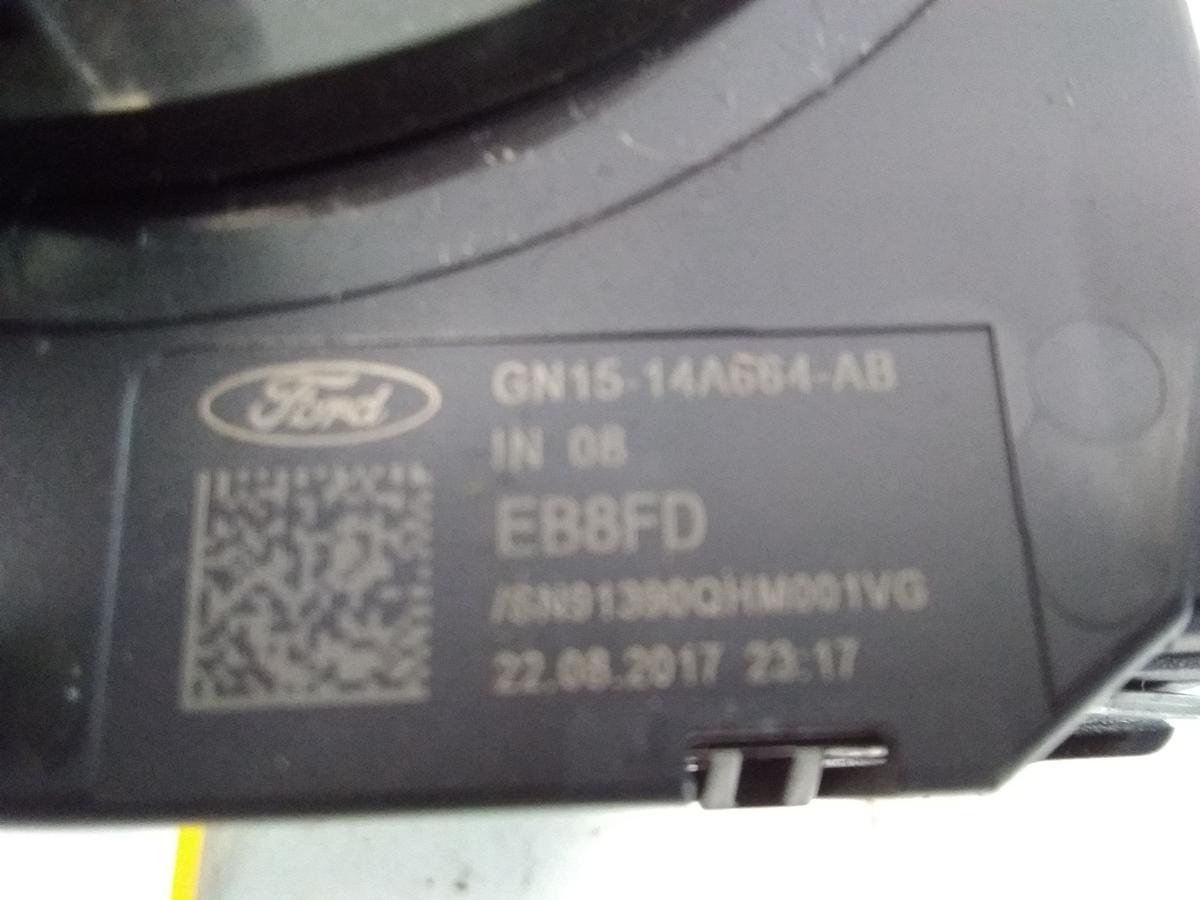 Ford
GN15-14A664-AB
IN 08
EB8FD
/SN91390QHM001VG
22.08.2017 23:17